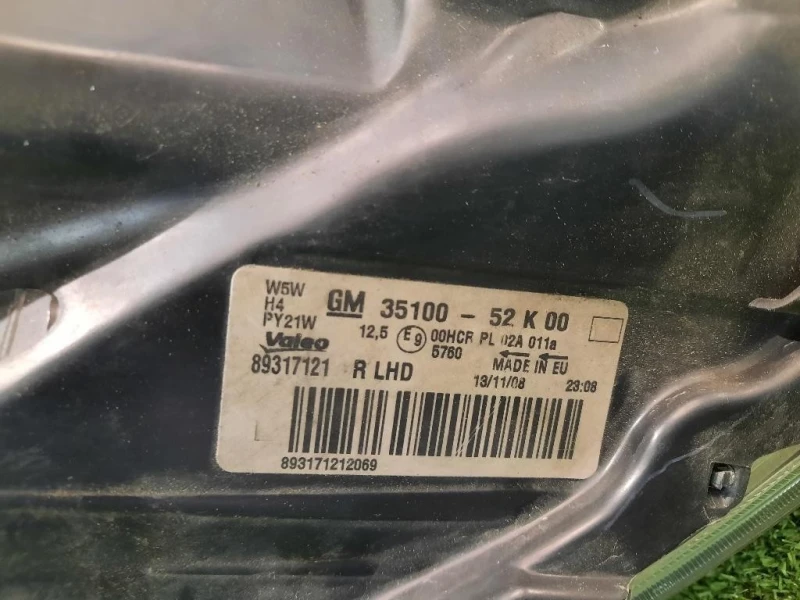 W5W
H4
PY21W
GM 35100 - 52 K 00
Valeo 12,5 E9 00HCR PL 02A 011a
5760
89317121 R LHD MADE IN EU
13/11/08 23:08
893171212069